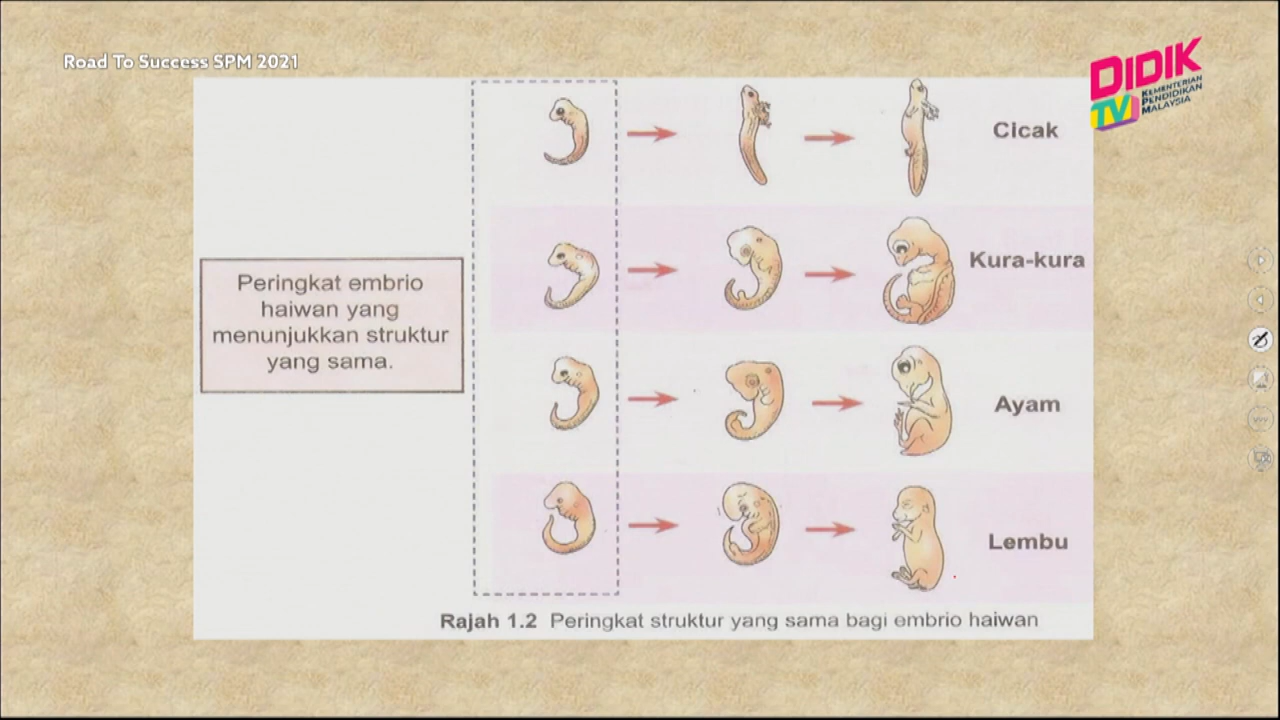 Road To Success SPM 2021
DIDIK
TV
KEMENTERIAN
PENDIDIKAN
MALAYSIA
Cicak
Kura-kura
Peringkat embrio
haiwan yang
menunjukkan struktur
yang sama.
Ayam
Lembu
Rajah 1.2 Peringkat struktur yang sama bagi embrio haiwan